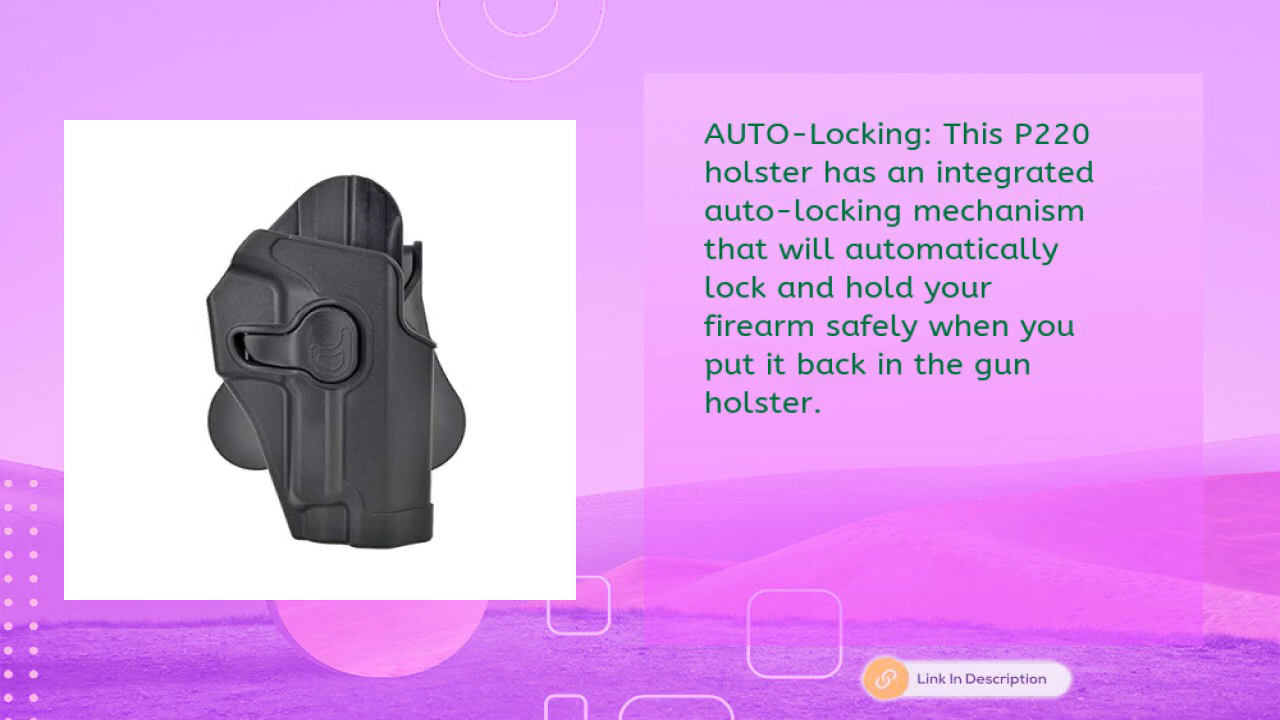 AUTO-Locking: This P220
holster has an integrated
auto-locking mechanism
that will automatically
lock and hold your
firearm safely when you
put it back in the gun
holster.
Link In Description